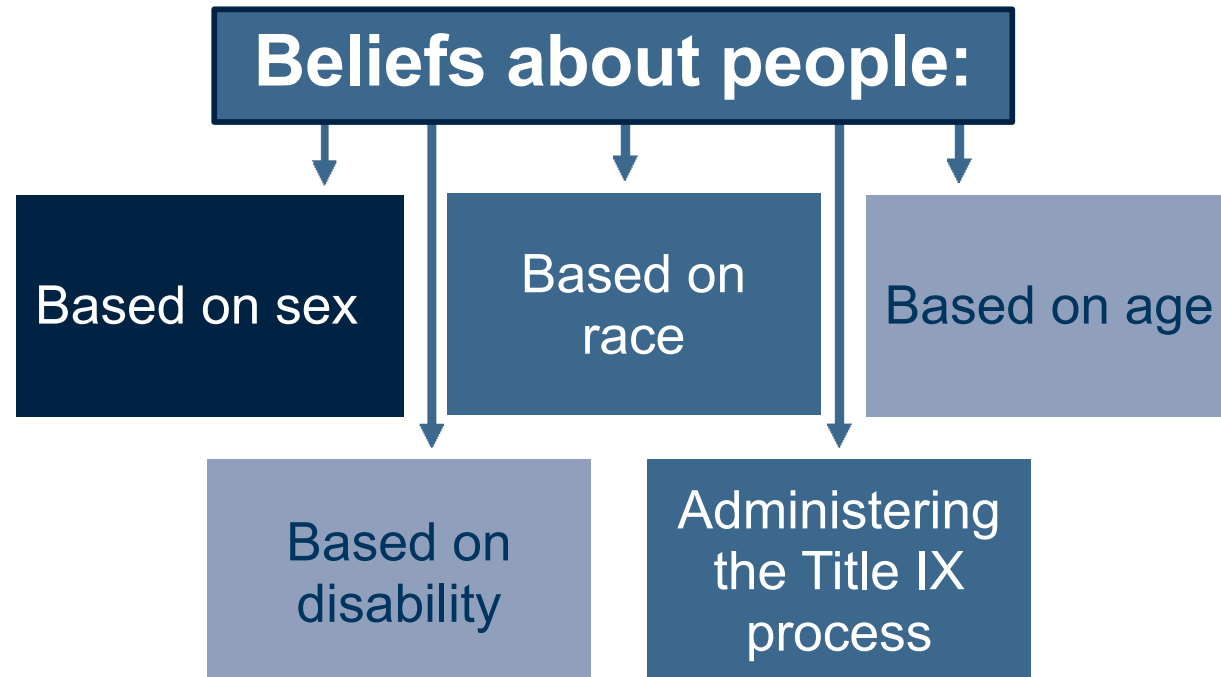 Beliefs about people:
Based on sex
Based on
race
Based on age
Based on
disability
Administering
the Title IX
process